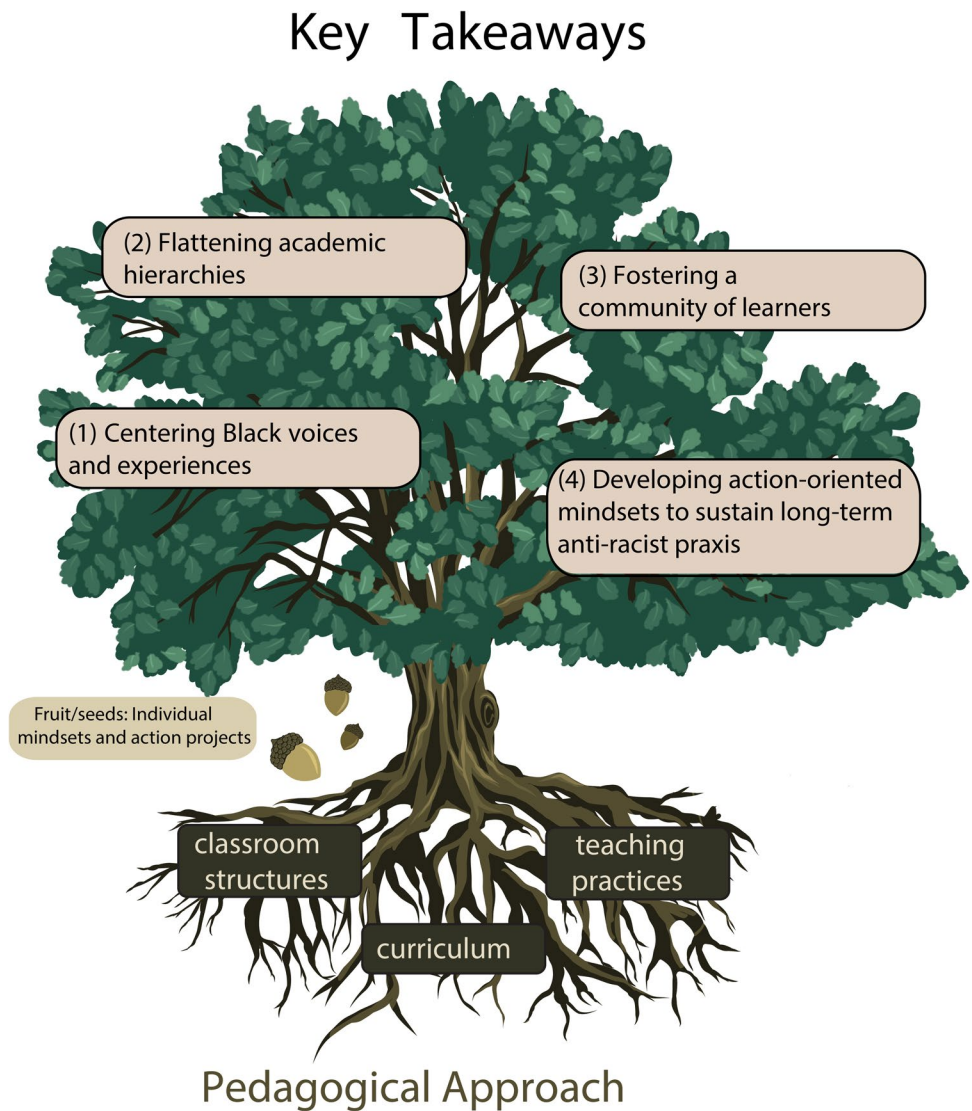 Key Takeaways
(2) Flattening academic
hierarchies
(3) Fostering a
community of learners
(1) Centering Black voices
and experiences
(4) Developing action-oriented
mindsets to sustain long-term
anti-racist praxis
Fruit/seeds: Individual
mindsets and action projects
classroom
structures
teaching
practices
curriculum
Pedagogical Approach